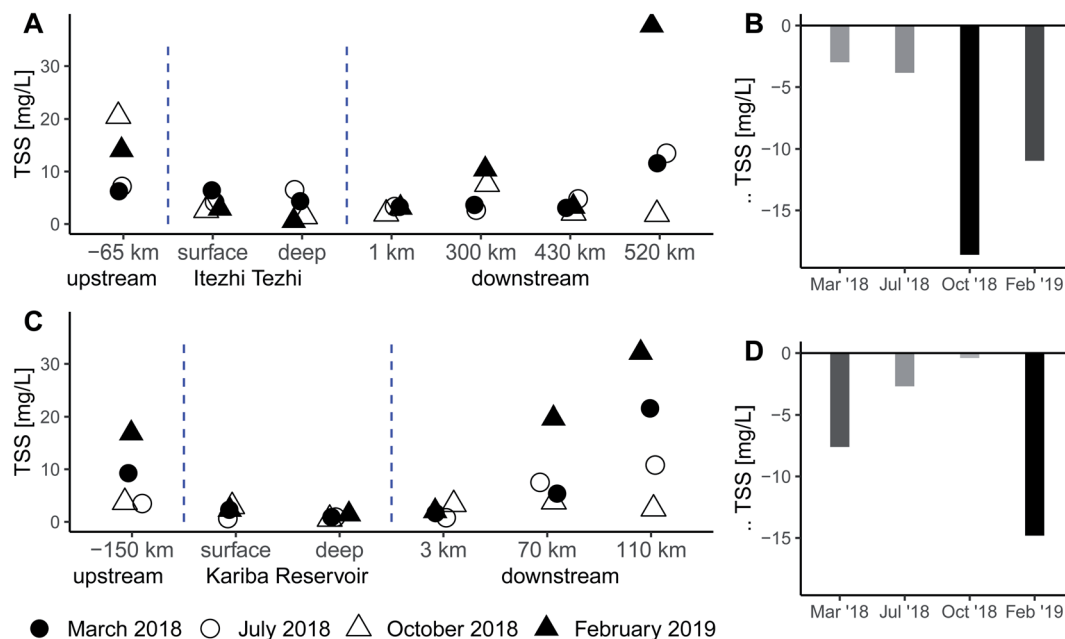 A
TSS [mg/L]
30
20
10
0
−65 km
surface
deep
1 km
300 km
430 km
520 km
upstream
Itezhi Tezhi
downstream
B
.. TSS [mg/L]
0
−5
−10
−15
Mar '18
Jul '18
Oct '18
Feb '19
C
TSS [mg/L]
30
20
10
0
−150 km
surface
deep
3 km
70 km
110 km
upstream
Kariba Reservoir
downstream
D
.. TSS [mg/L]
0
−5
−10
−15
Mar '18
Jul '18
Oct '18
Feb '19
March 2018
July 2018
October 2018
February 2019